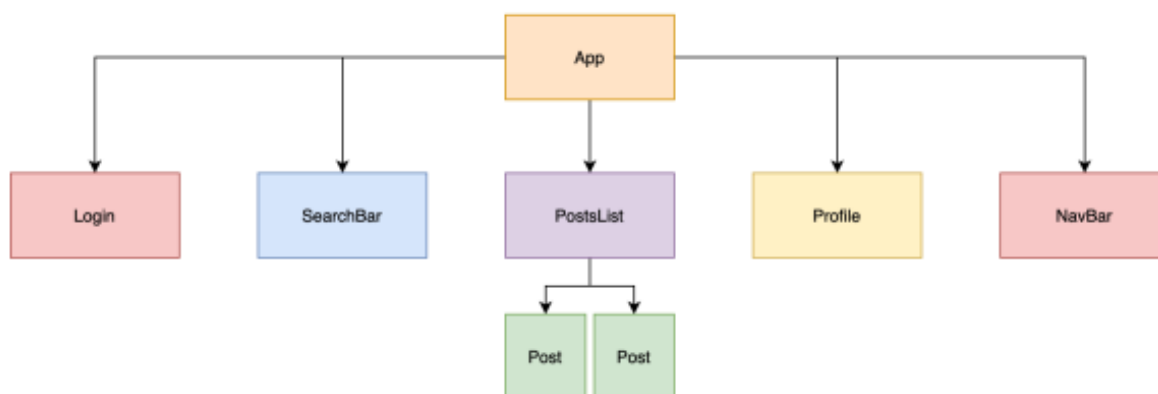 App
Login
SearchBar
PostsList
Profile
NavBar
Post
Post